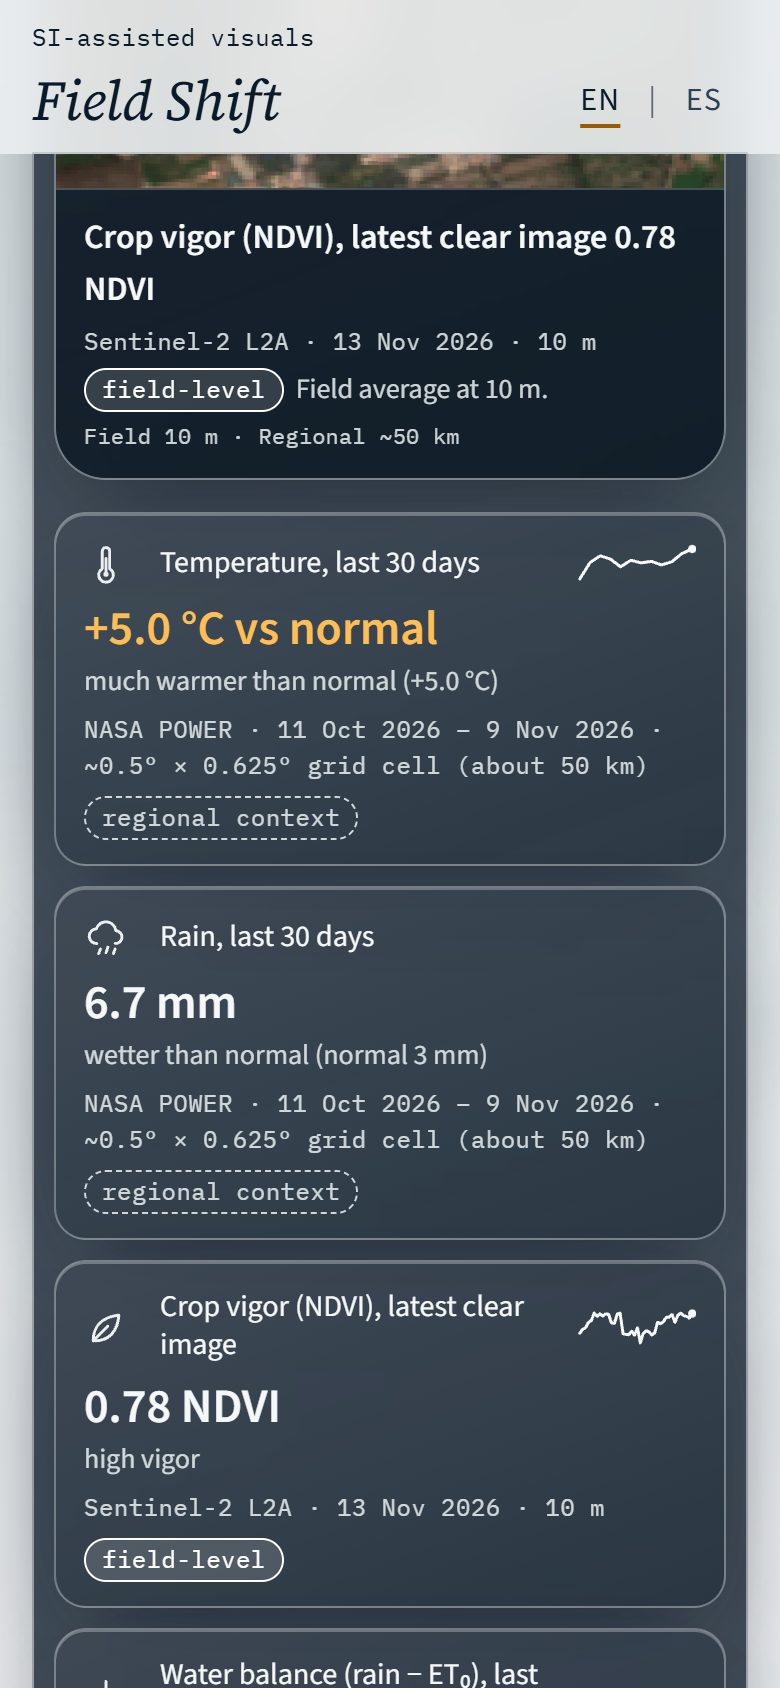 SI-assisted visuals
Field Shift
EN | ES
Crop vigor (NDVI), latest clear image 0.78
NDVI
Sentinel-2 L2A · 13 Nov 2026 · 10 m
field-level Field average at 10 m.
Field 10 m · Regional ~50 km
Temperature, last 30 days
+5.0 °C vs normal
much warmer than normal (+5.0 °C)
NASA POWER · 11 Oct 2026 – 9 Nov 2026 ·
~0.5° × 0.625° grid cell (about 50 km)
regional context
Rain, last 30 days
6.7 mm
wetter than normal (normal 3 mm)
NASA POWER · 11 Oct 2026 – 9 Nov 2026 ·
~0.5° × 0.625° grid cell (about 50 km)
regional context
Crop vigor (NDVI), latest clear
image
0.78 NDVI
high vigor
Sentinel-2 L2A · 13 Nov 2026 · 10 m
field-level
Water balance (rain − ET₀), last